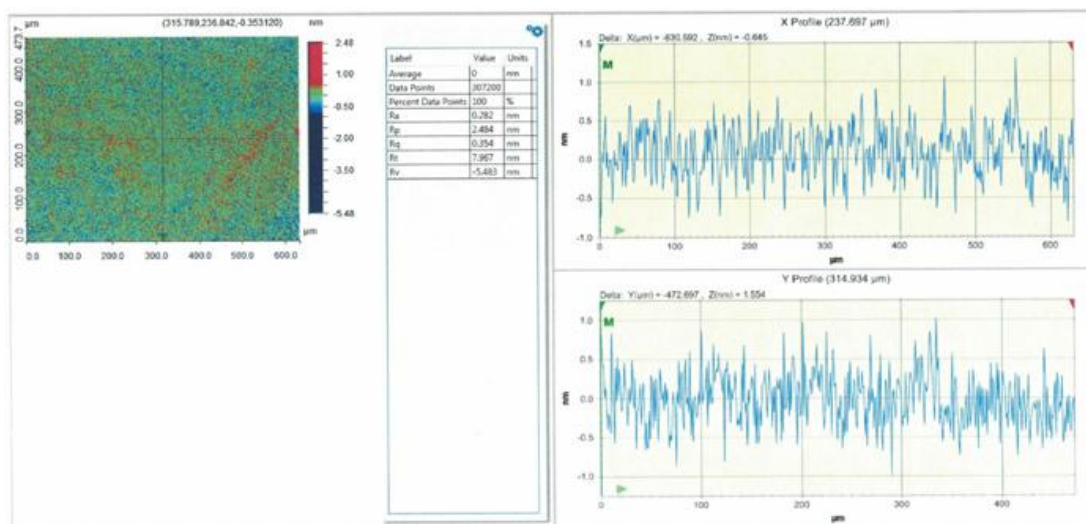 µm
(315.789,236.842,-0.353120)
nm
473.7
400.0
300.0
200.0
100.0
0.0
0.0 100.0 200.0 300.0 400.0 500.0 600.0
µm
2.48
1.00
-0.50
-2.00
-3.50
-5.48
Label Value Units
Average 0 nm
Data Points 307200
Percent Data Points 100 %
Ra 0.282 nm
Rp 2.484 nm
Rq 0.354 nm
Rt 7.967 nm
Rv -5.483 nm
X Profile (237.697 µm)
Delta: X(µm) = -630.592, Z(nm) = -0.645
M
1.5
1.0
0.5
0.0
-0.5
-1.0
nm
0 100 200 300 400 500 600
µm
Y Profile (314.934 µm)
Delta: Y(µm) = -472.697, Z(nm) = 1.554
M
1.0
0.5
0.0
-0.5
-1.0
nm
100 200 300 400
µm